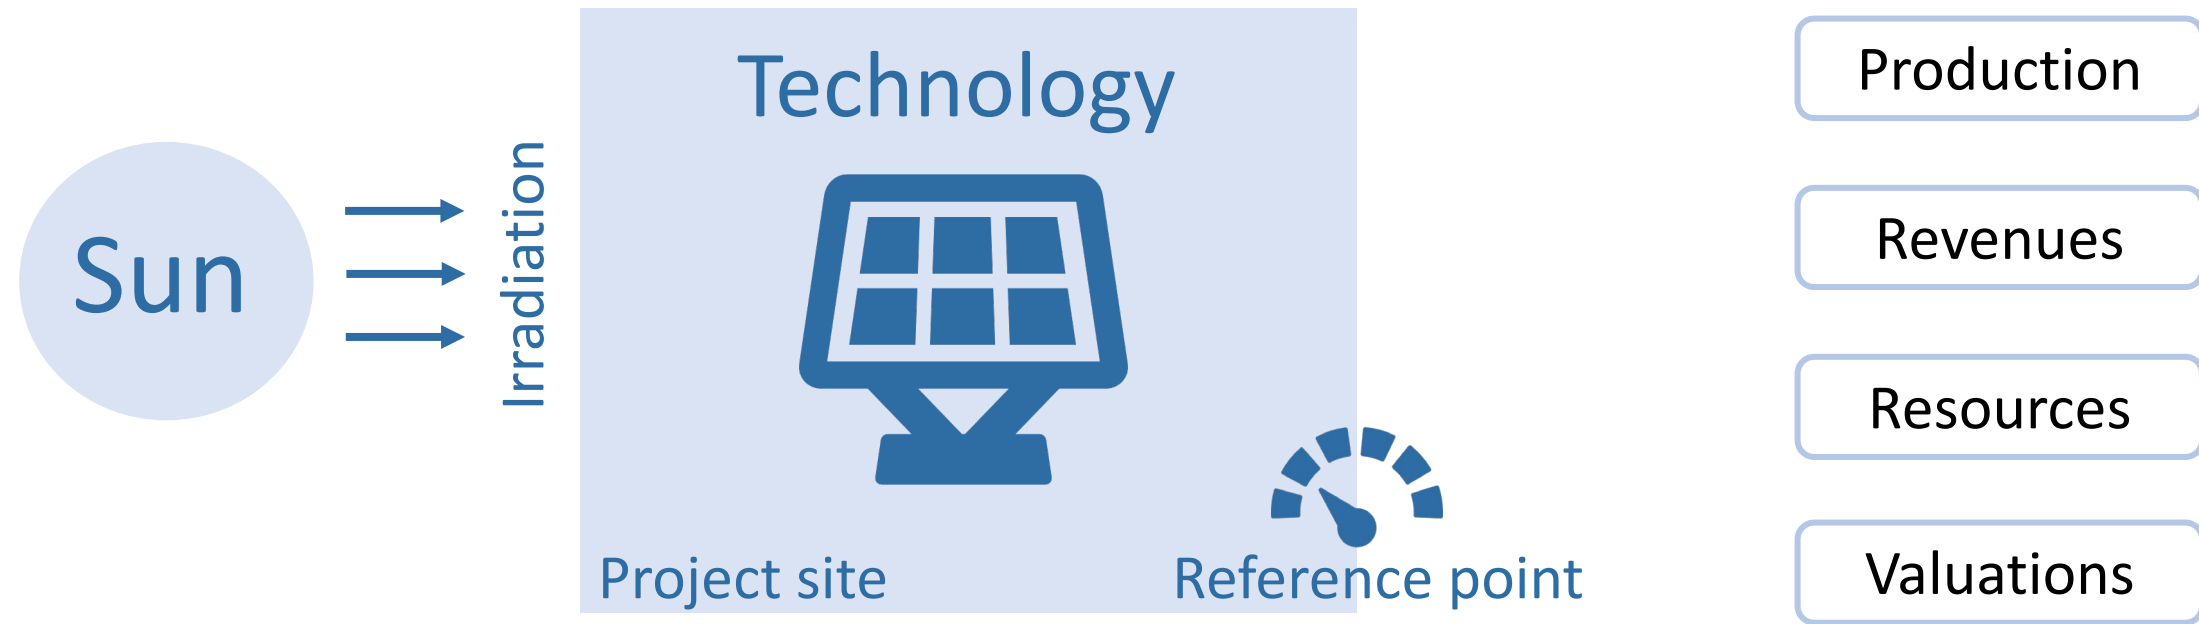 Sun
Irradiation
Technology
Project site
Reference point
Production
Revenues
Resources
Valuations